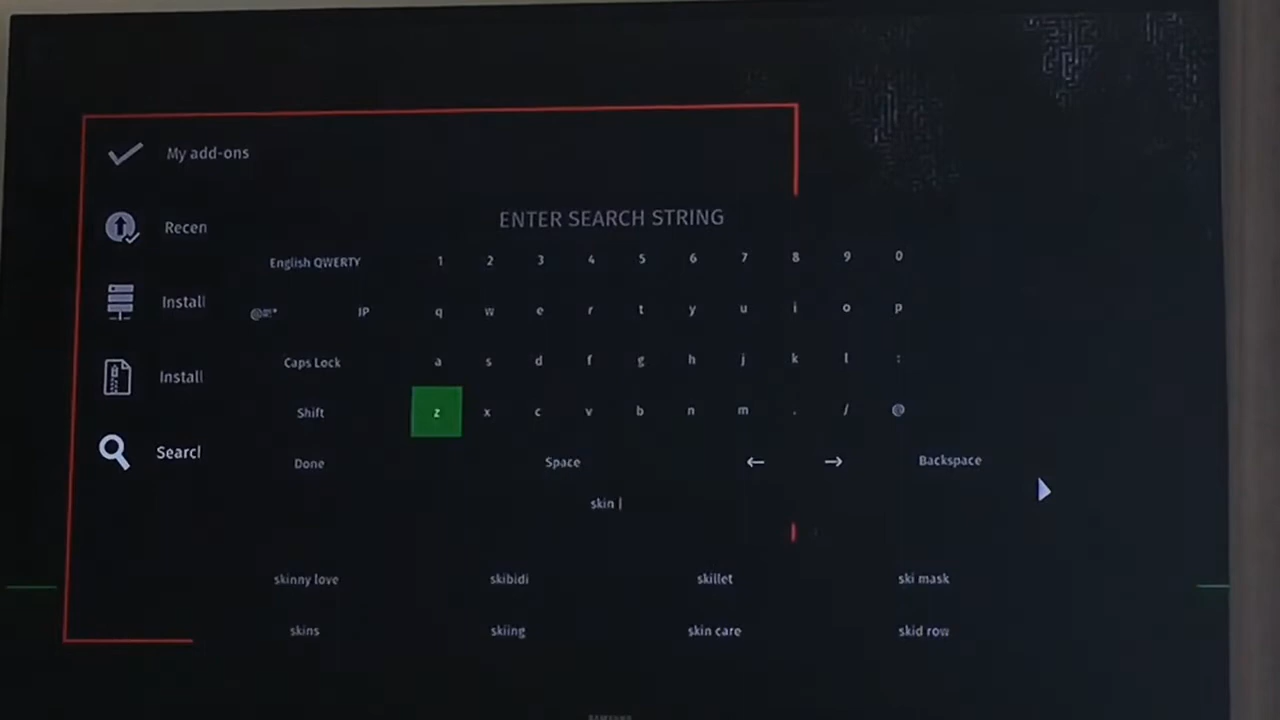 My add-ons
Recen
Install
Install
Searcl
ENTER SEARCH STRING
English QWERTY 1 2 3 4 5 6 7 8 9 0
JP q w e r t y u i o p
Caps Lock a s d f g h j k l :
Shift z x c v b n m . / @
Done Space ← → Backspace
skin |
skinny love skibidi skillet ski mask
skins skiing skin care skid row